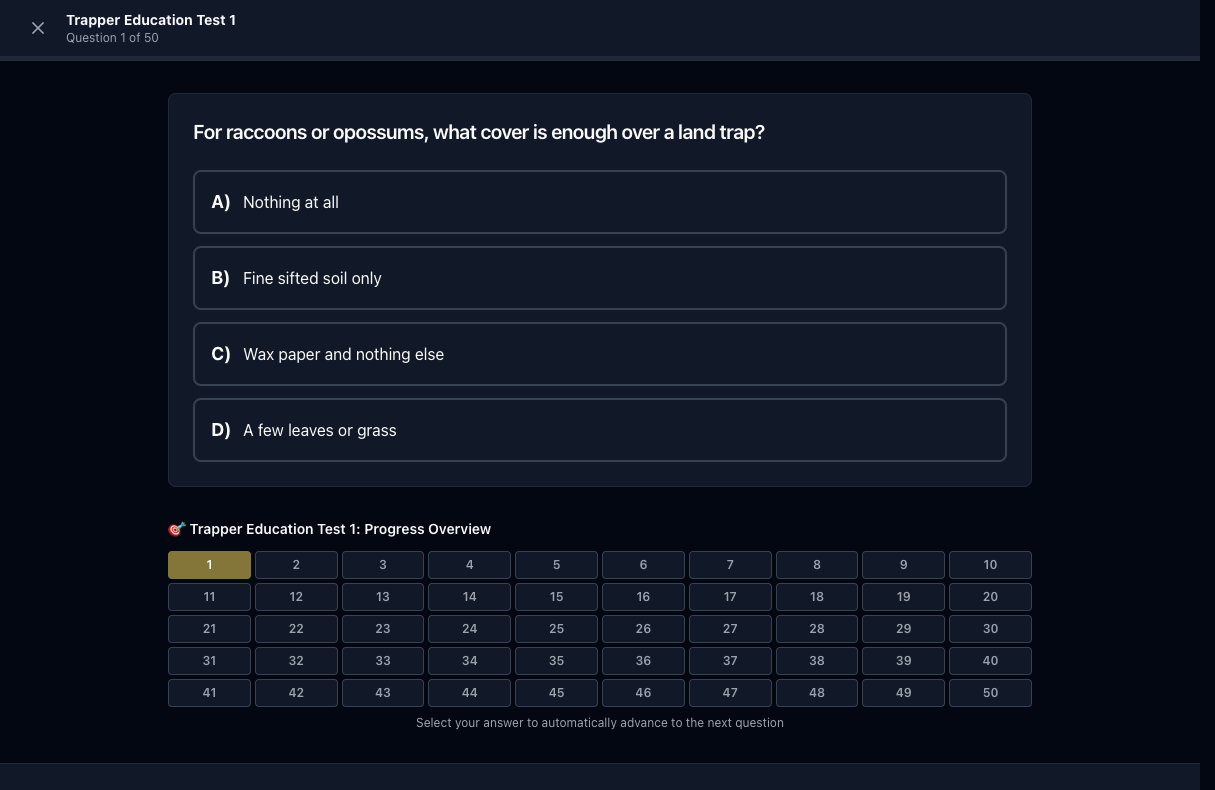 Trapper Education Test 1
Question 1 of 50
For raccoons or opossums, what cover is enough over a land trap?
A) Nothing at all
B) Fine sifted soil only
C) Wax paper and nothing else
D) A few leaves or grass
🎯 Trapper Education Test 1: Progress Overview
1 2 3 4 5 6 7 8 9 10
11 12 13 14 15 16 17 18 19 20
21 22 23 24 25 26 27 28 29 30
31 32 33 34 35 36 37 38 39 40
41 42 43 44 45 46 47 48 49 50
Select your answer to automatically advance to the next question